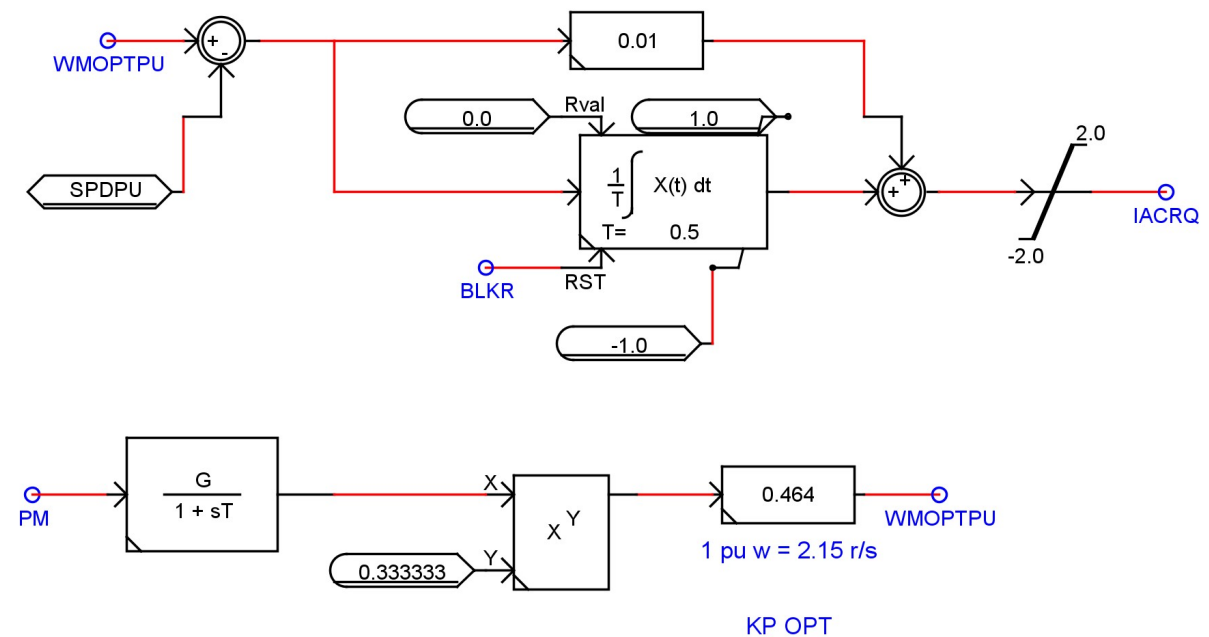 WMOPTPU
+
-
0.01
SPDPU
0.0
Rval
1.0
1
T
X(t) dt
T=
0.5
BLKR
RST
-1.0
+
+
2.0
-2.0
IACRQ
PM
G
1 + sT
X
Y
0.333333
X Y
0.464
WMOPTPU
1 pu w = 2.15 r/s
KP OPT